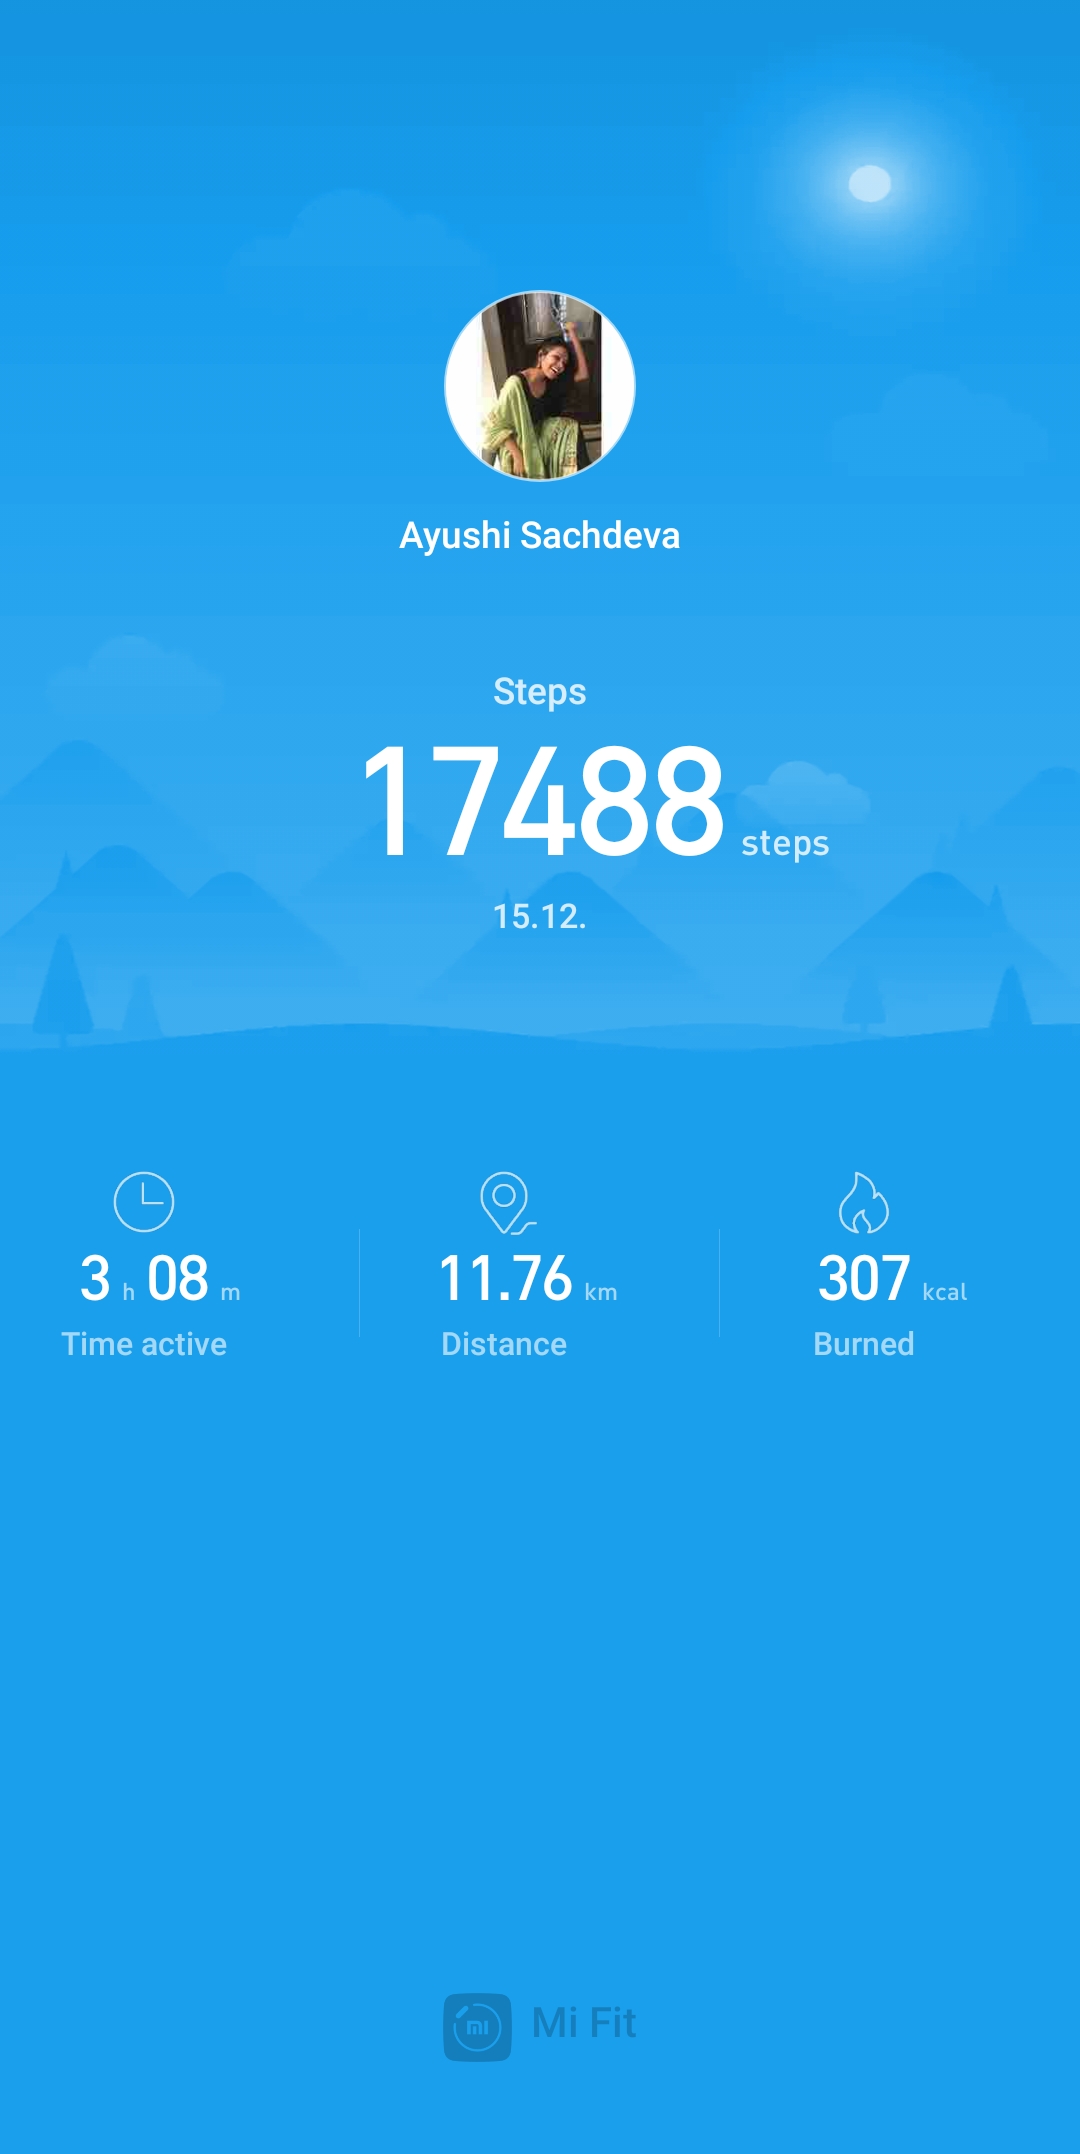 Ayushi Sachdeva
Steps
17488 steps
15.12.
3 h 08 m
Time active
11.76 km
Distance
307 kcal
Burned
mi Mi Fit